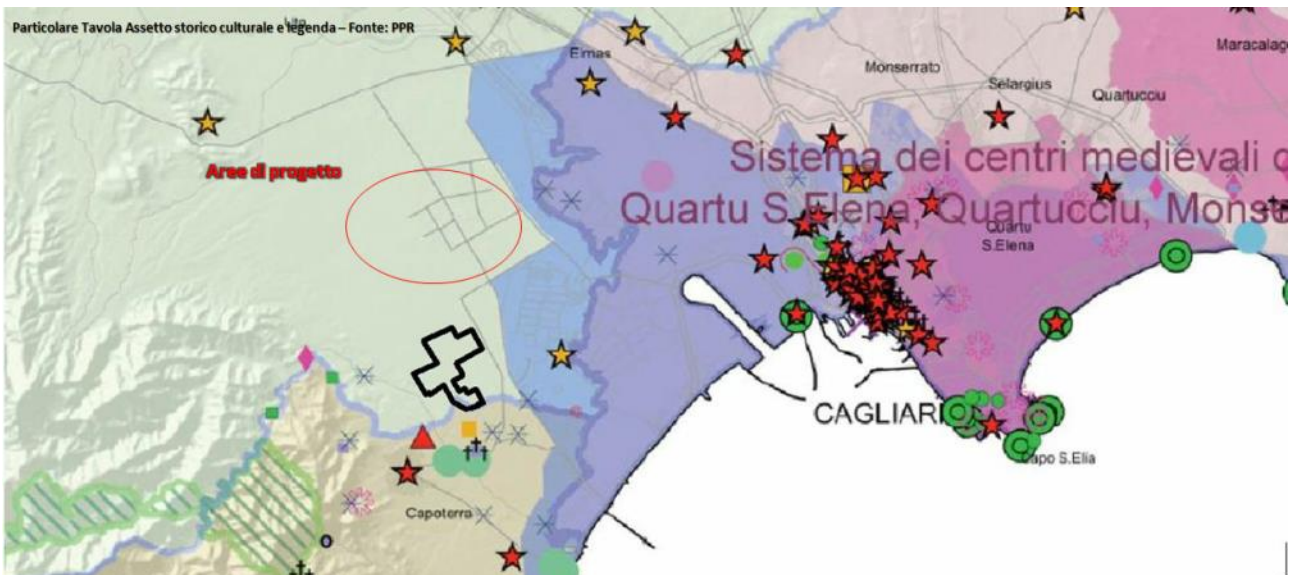 Particolare Tavola Assetto storico culturale e legenda – Fonte: PPR
Elmas
Monserrato
Maracalag
Selargius
Quartucciu
Aree di progetto
Sistema dei centri medievali d
Quartu S.Elena, Quartucciu, Monse
Quartu
S.Elena
CAGLIARI
Capo S.Elia
Capoterra